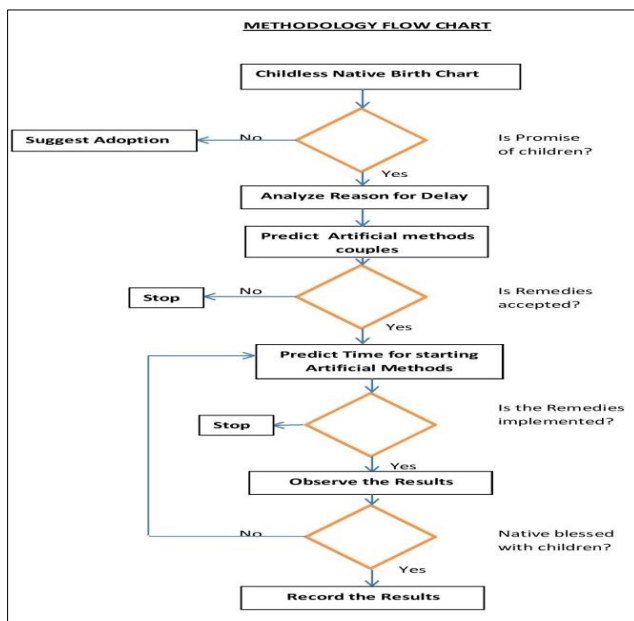 METHODOLOGY FLOW CHART
Childless Native Birth Chart
Suggest Adoption
No
Is Promise
of children?
Yes
Analyze Reason for Delay
Predict Artificial methods
couples
Stop
No
Is Remedies
accepted?
Yes
Predict Time for starting
Artificial Methods
Stop
Is the Remedies
implemented?
Yes
Observe the Results
No
Native blessed
with children?
Yes
Record the Results